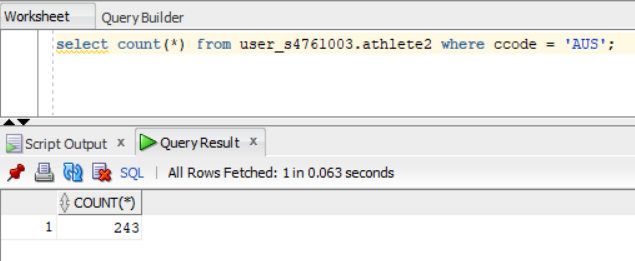 Worksheet Query Builder
select count(*) from user_s4761003.athlete2 where ccode = 'AUS';
Script Output x Query Result x
SQL | All Rows Fetched: 1 in 0.063 seconds
COUNT(*)
1 243